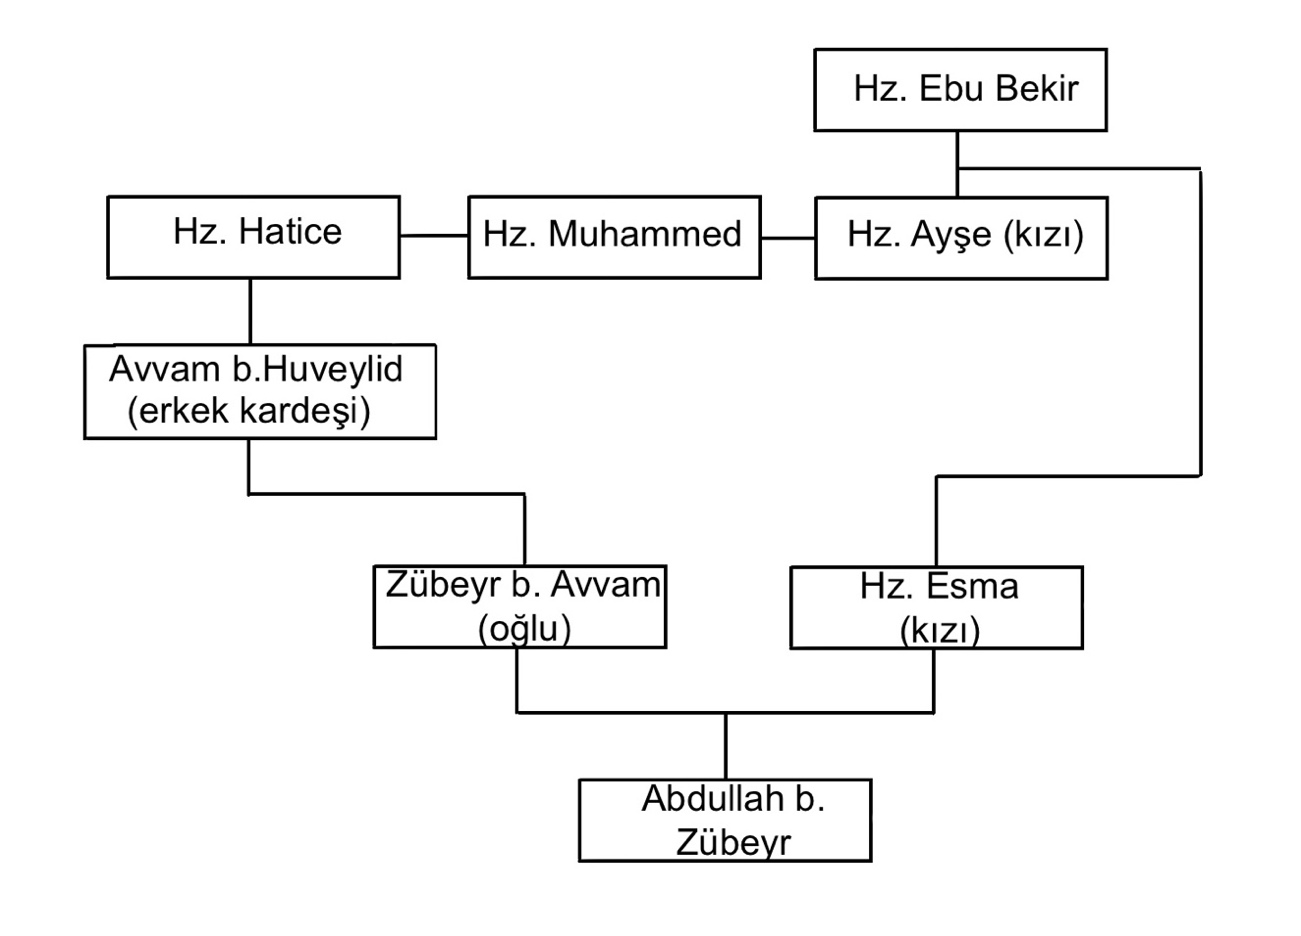 Hz. Ebu Bekir
Hz. Hatice
Hz. Muhammed
Hz. Ayşe (kızı)
Avvam b.Huveylid
(erkek kardeşi)
Zübeyr b. Avvam
(oğlu)
Hz. Esma
(kızı)
Abdullah b.
Zübeyr